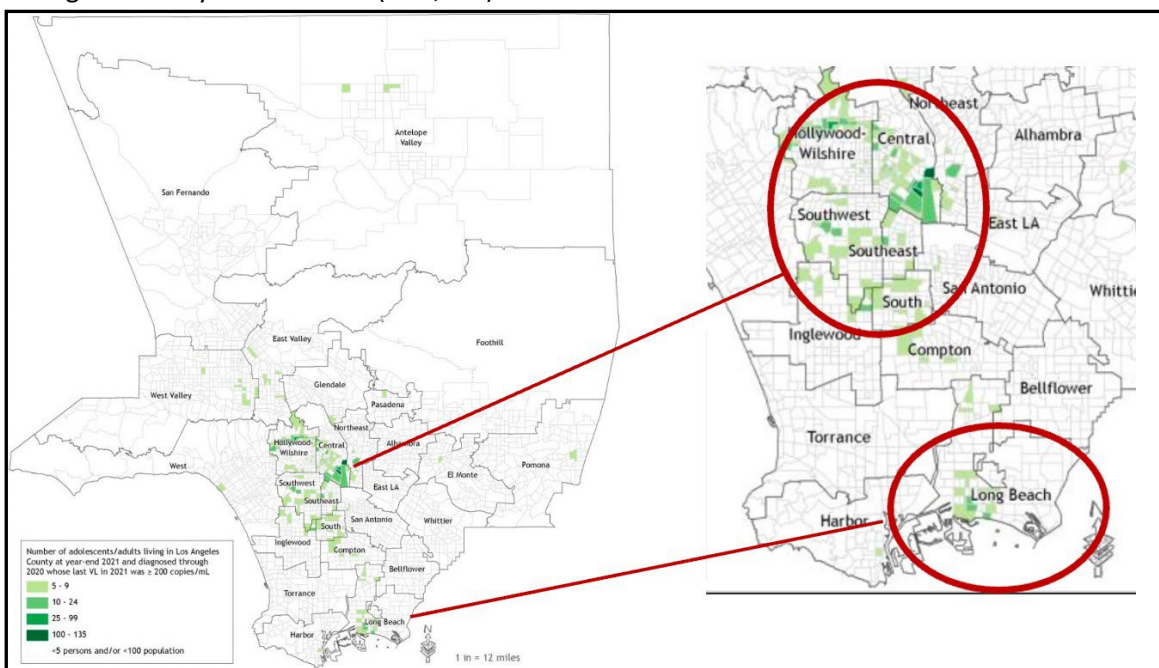 Antelope
Valley
San Fernando
East Valley
Foothill
Glendale
West Valley
Pasadena
Northeast
Hollywood-
Wilshire
Central
Alhambra
West
El Monte
Pomona
East LA
Southwest
Southeast
San Antonio
Whittier
South
Inglewood
Compton
Bellflower
Torrance
Long Beach
Harbor
1 in = 12 miles
Number of adolescents/adults living in Los Angeles
County at year-end 2021 and diagnosed through
2020 whose last VL in 2021 was ≥ 200 copies/mL
5 - 9
10 - 24
25 - 99
100 - 135
<5 persons and/or <100 population
Northeast
Hollywood-
Wilshire
Central
Alhambra
Southwest
East LA
Southeast
San Antonio
Whittier
South
Inglewood
Compton
Bellflower
Torrance
Long Beach
Harbor